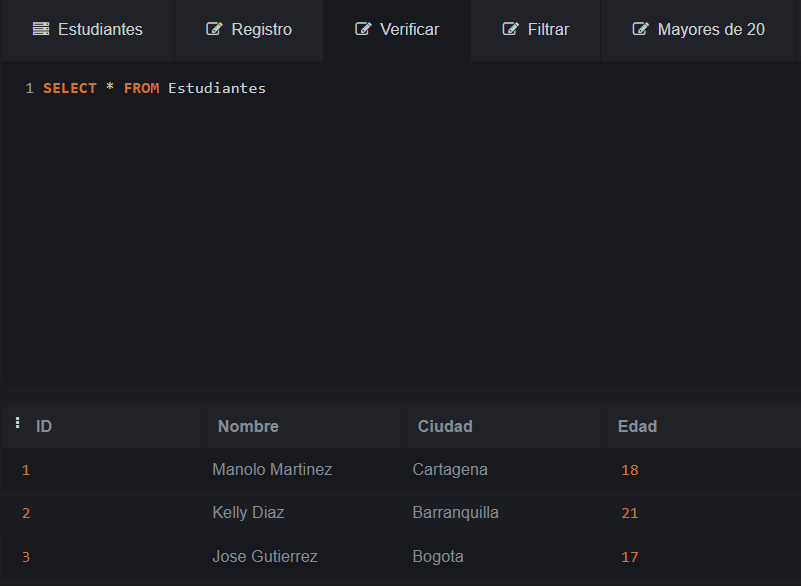 Estudiantes Registro Verificar Filtrar Mayores de 20
1 SELECT * FROM Estudiantes
ID Nombre Ciudad Edad
1 Manolo Martinez Cartagena 18
2 Kelly Diaz Barranquilla 21
3 Jose Gutierrez Bogota 17